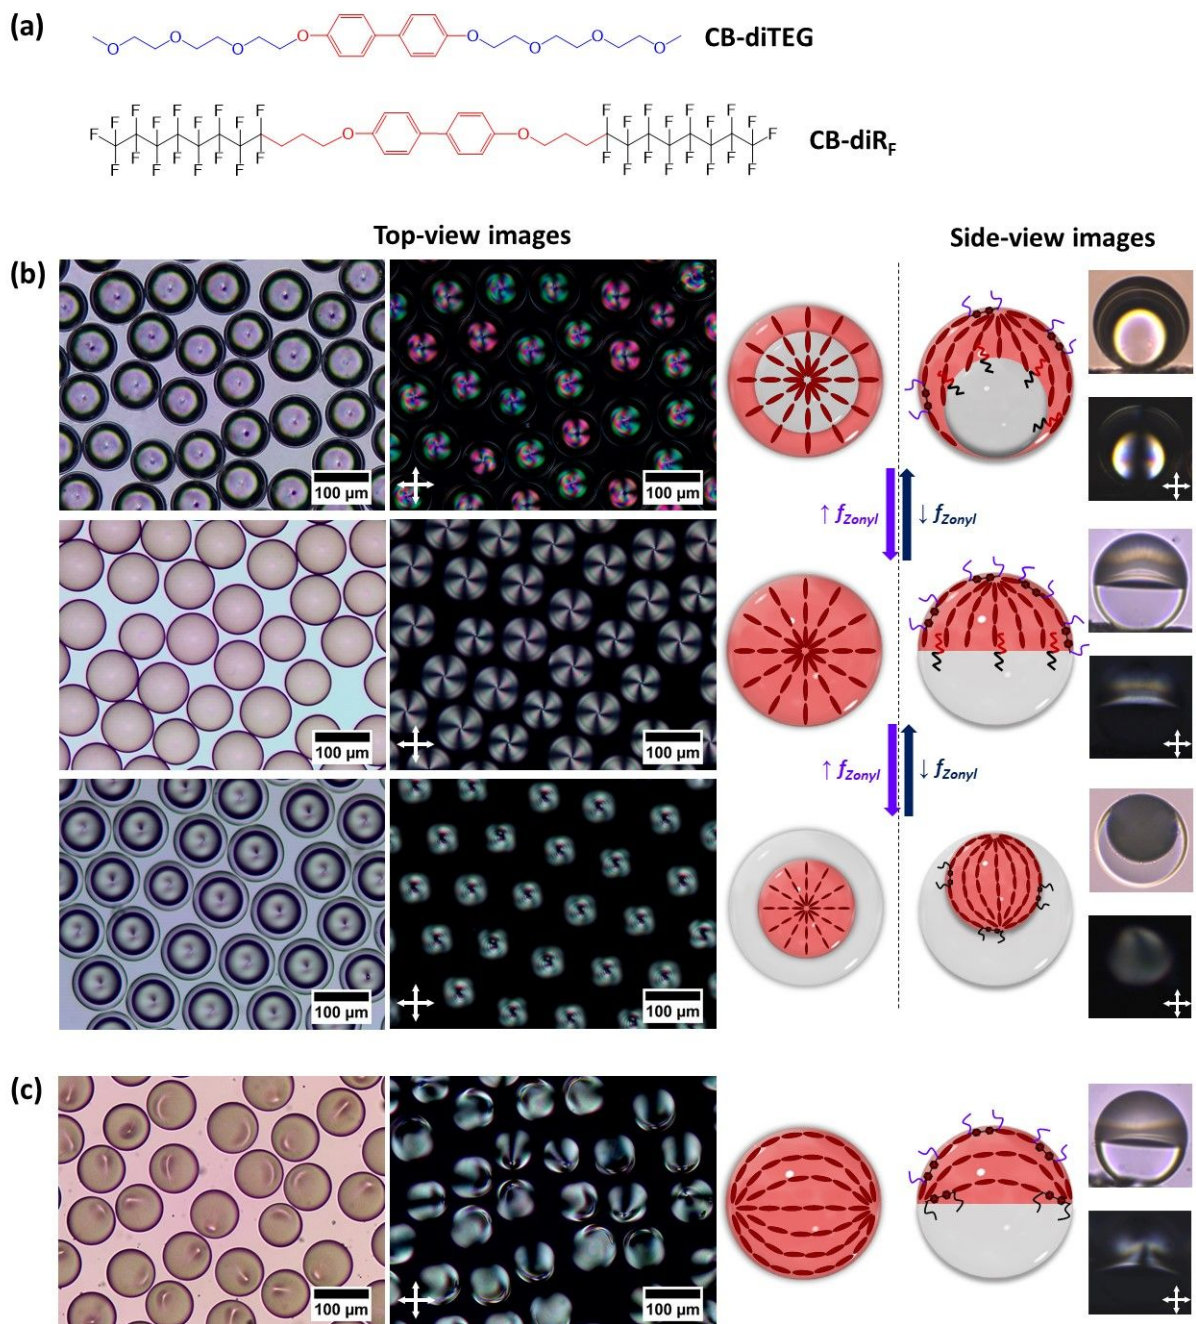 (a)
O O O O O O O O
CB-diTEG
F F F F F F F F F F F F F F F F
F O O F
F F F F F F F F F F F F F F F F
CB-diRF
Top-view images
Side-view images
(b)
100 µm
100 µm
↑ fZonyl
↓ fZonyl
100 µm
100 µm
↑ fZonyl
↓ fZonyl
100 µm
100 µm
(c)
100 µm
100 µm